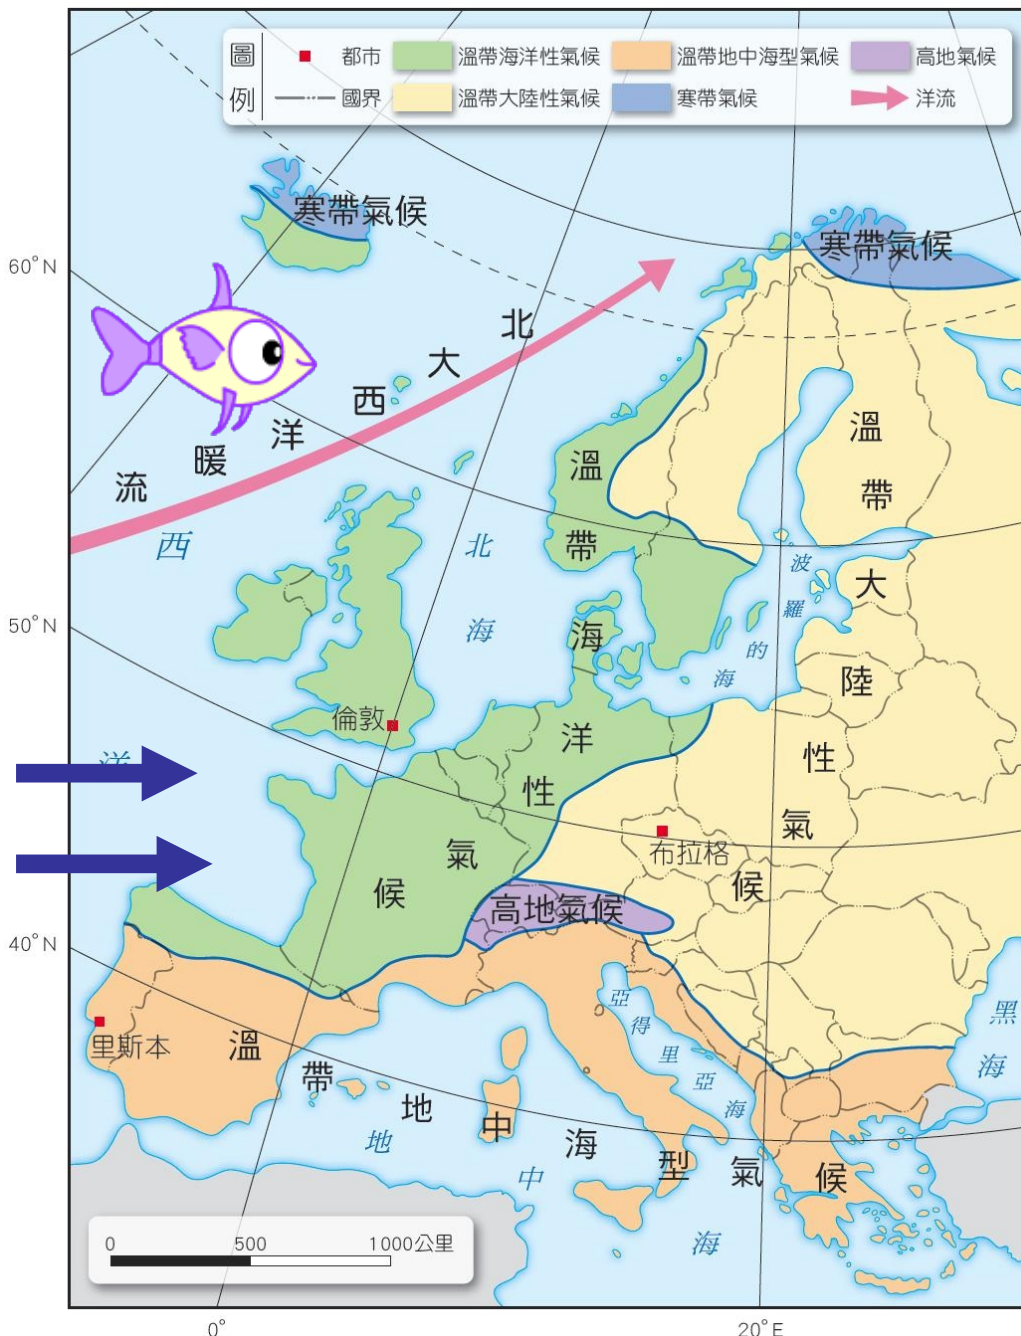 圖例
都市
溫帶海洋性氣候
溫帶地中海型氣候
高地氣候
國界
溫帶大陸性氣候
寒帶氣候
洋流
寒帶氣候
寒帶氣候
60°N
北大西洋暖流
西
洋
北海
溫帶海洋性氣候
溫帶大陸性氣候
波羅的海
50°N
倫敦
布拉格
高地氣候
40°N
里斯本
溫帶地中海型氣候
亞得里亞海
黑海
地中海
0 500 1000公里
0° 20°E